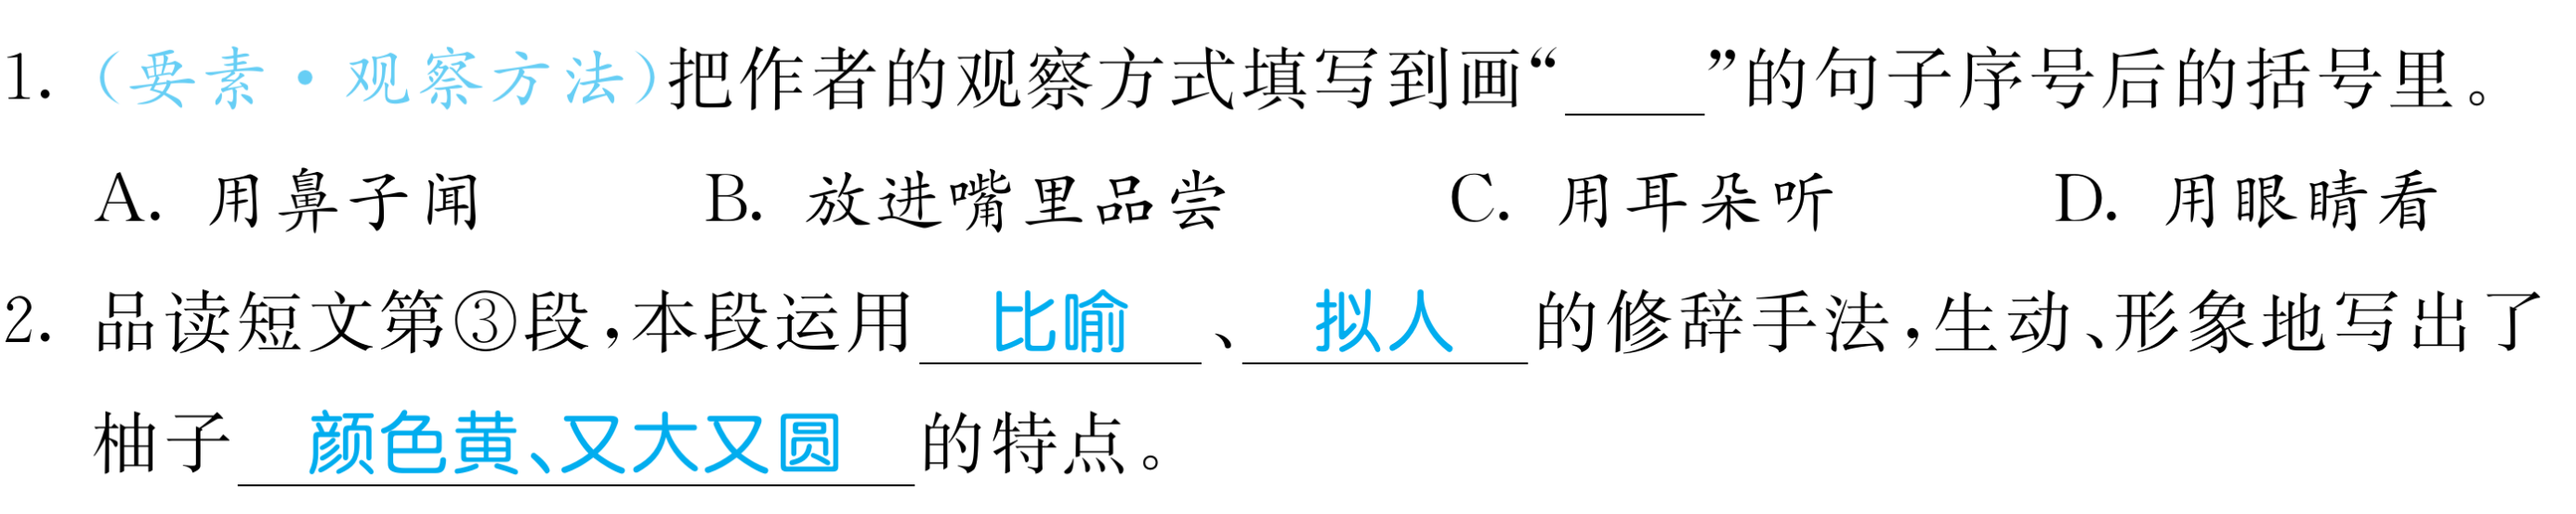 1.（要素·观察方法）把作者的观察方式填写到画“____”的句子序号后的括号里。
A. 用鼻子闻 B. 放进嘴里品尝 C. 用耳朵听 D. 用眼睛看
2. 品读短文第③段，本段运用 比喻 、 拟人 的修辞手法，生动、形象地写出了
柚子 颜色黄、又大又圆 的特点。